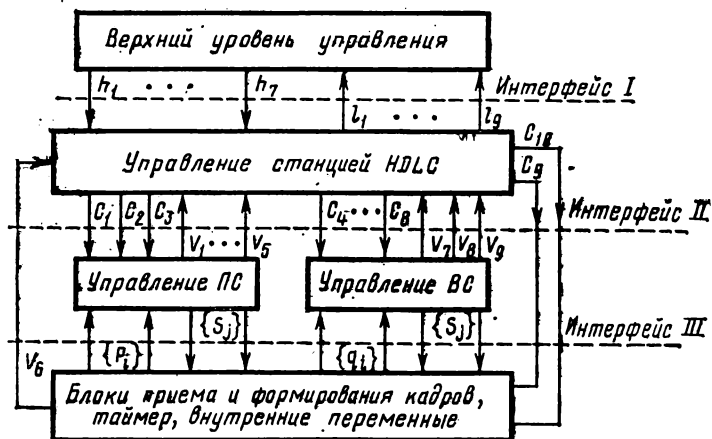 Верхний уровень управления
h₁ • • • h₇
Интерфейс I
l₁ • • • l₉
Управление станцией HDLC
C₁₀
C₉
C₁ C₂ C₃ C₄ • • • C₈
Интерфейс II
V₁ • • • V₅ V₇ V₈ V₉
Управление ПС
Управление ВС
{Sⱼ} {Sⱼ}
Интерфейс III
{Pᵢ} {qᵢ}
V₆
Блоки приема и формирования кадров,
таймер, внутренние переменные